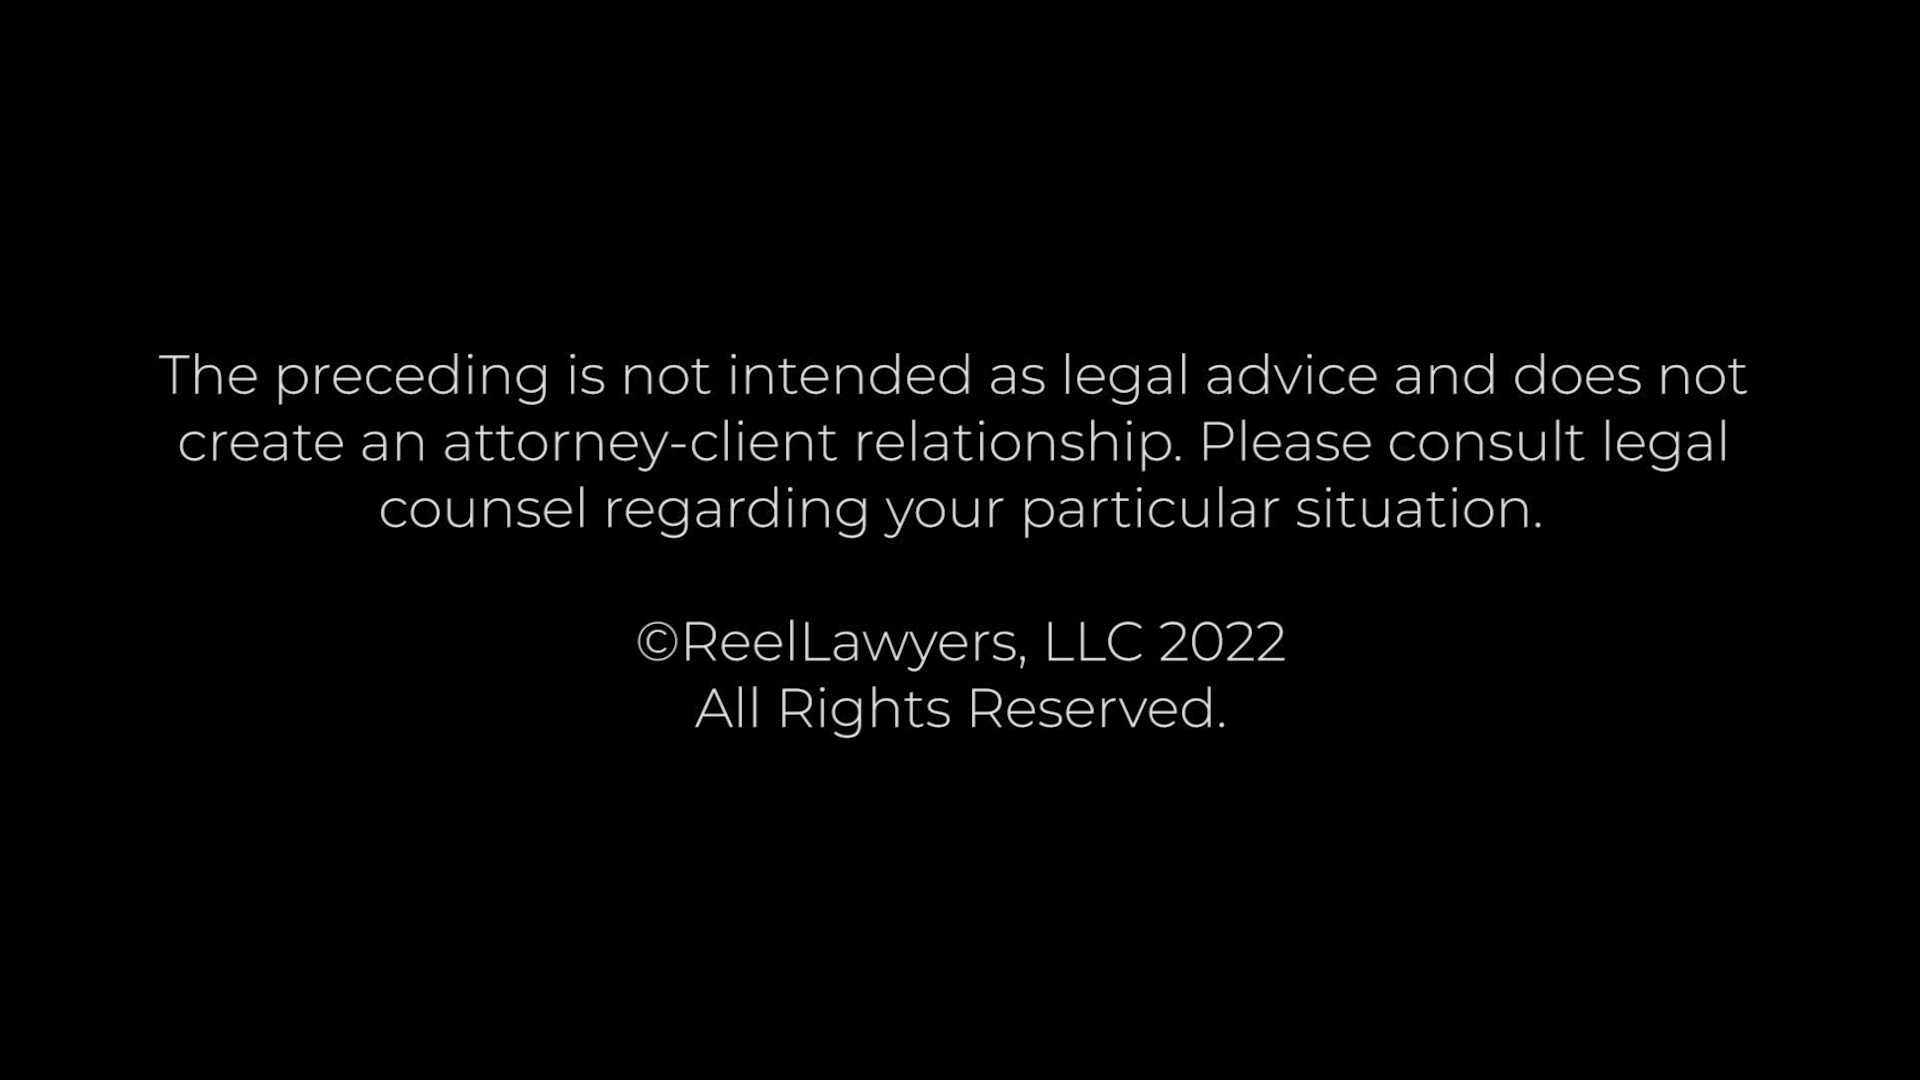 The preceding is not intended as legal advice and does not
create an attorney-client relationship. Please consult legal
counsel regarding your particular situation.
©ReelLawyers, LLC 2022
All Rights Reserved.